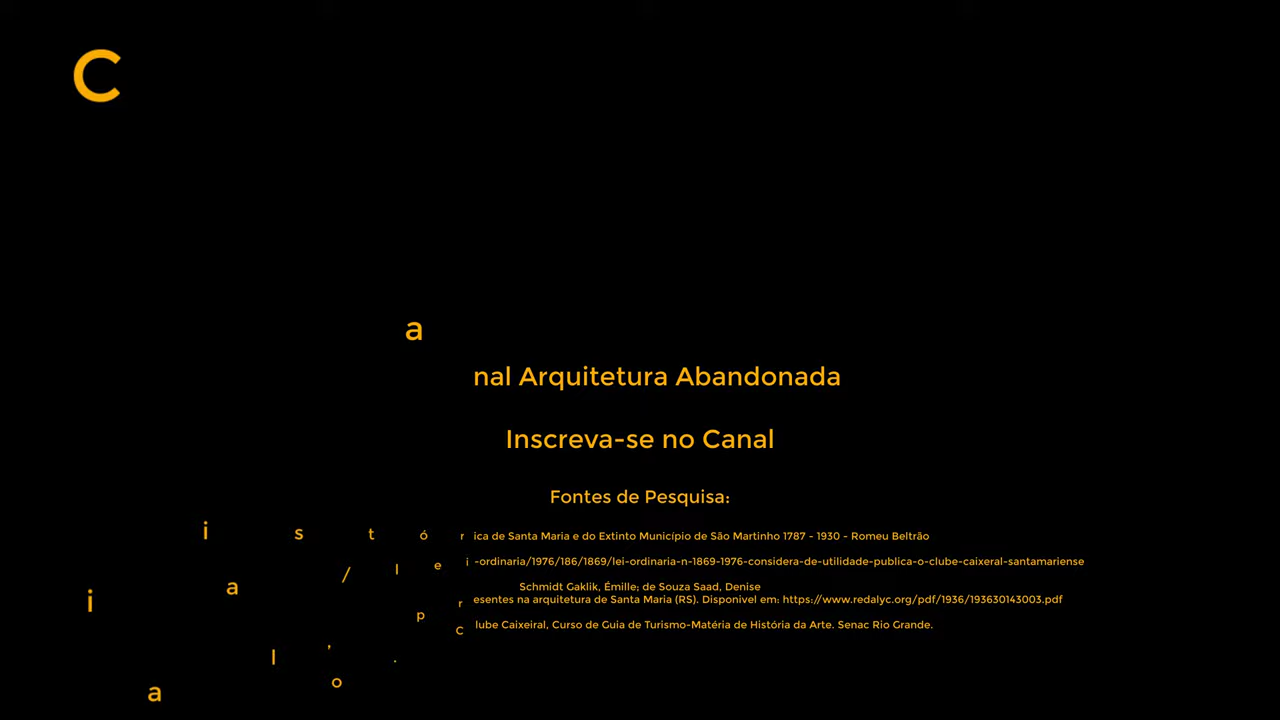 C
a
nal Arquitetura Abandonada
Inscreva-se no Canal
Fontes de Pesquisa:
i s t ó r ica de Santa Maria e do Extinto Município de São Martinho 1787 - 1930 - Romeu Beltrão
/ l e i -ordinaria/1976/186/1869/lei-ordinaria-n-1869-1976-considera-de-utilidade-publica-o-clube-caixeral-santamariense
Schmidt Gaklik, Émille; de Souza Saad, Denise
i a p r esentes na arquitetura de Santa Maria (RS). Disponivel em: https://www.redalyc.org/pdf/1936/193630143003.pdf
C lube Caixeiral, Curso de Guia de Turismo-Matéria de História da Arte. Senac Rio Grande.
l , .
a o